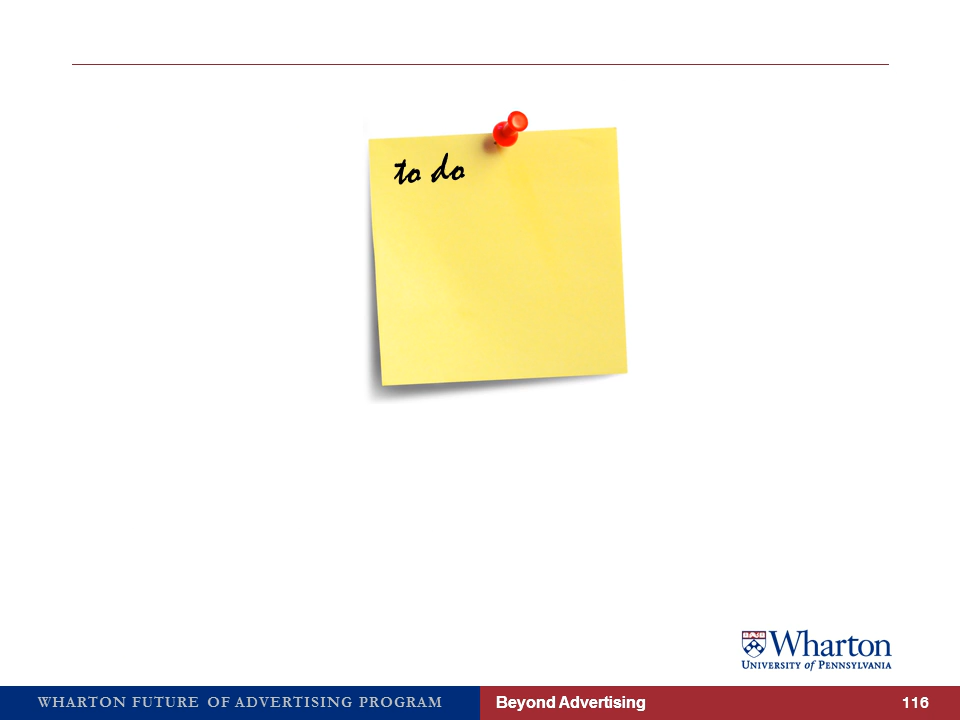 to do
Wharton
UNIVERSITY of PENNSYLVANIA
WHARTON FUTURE OF ADVERTISING PROGRAM
Beyond Advertising
116